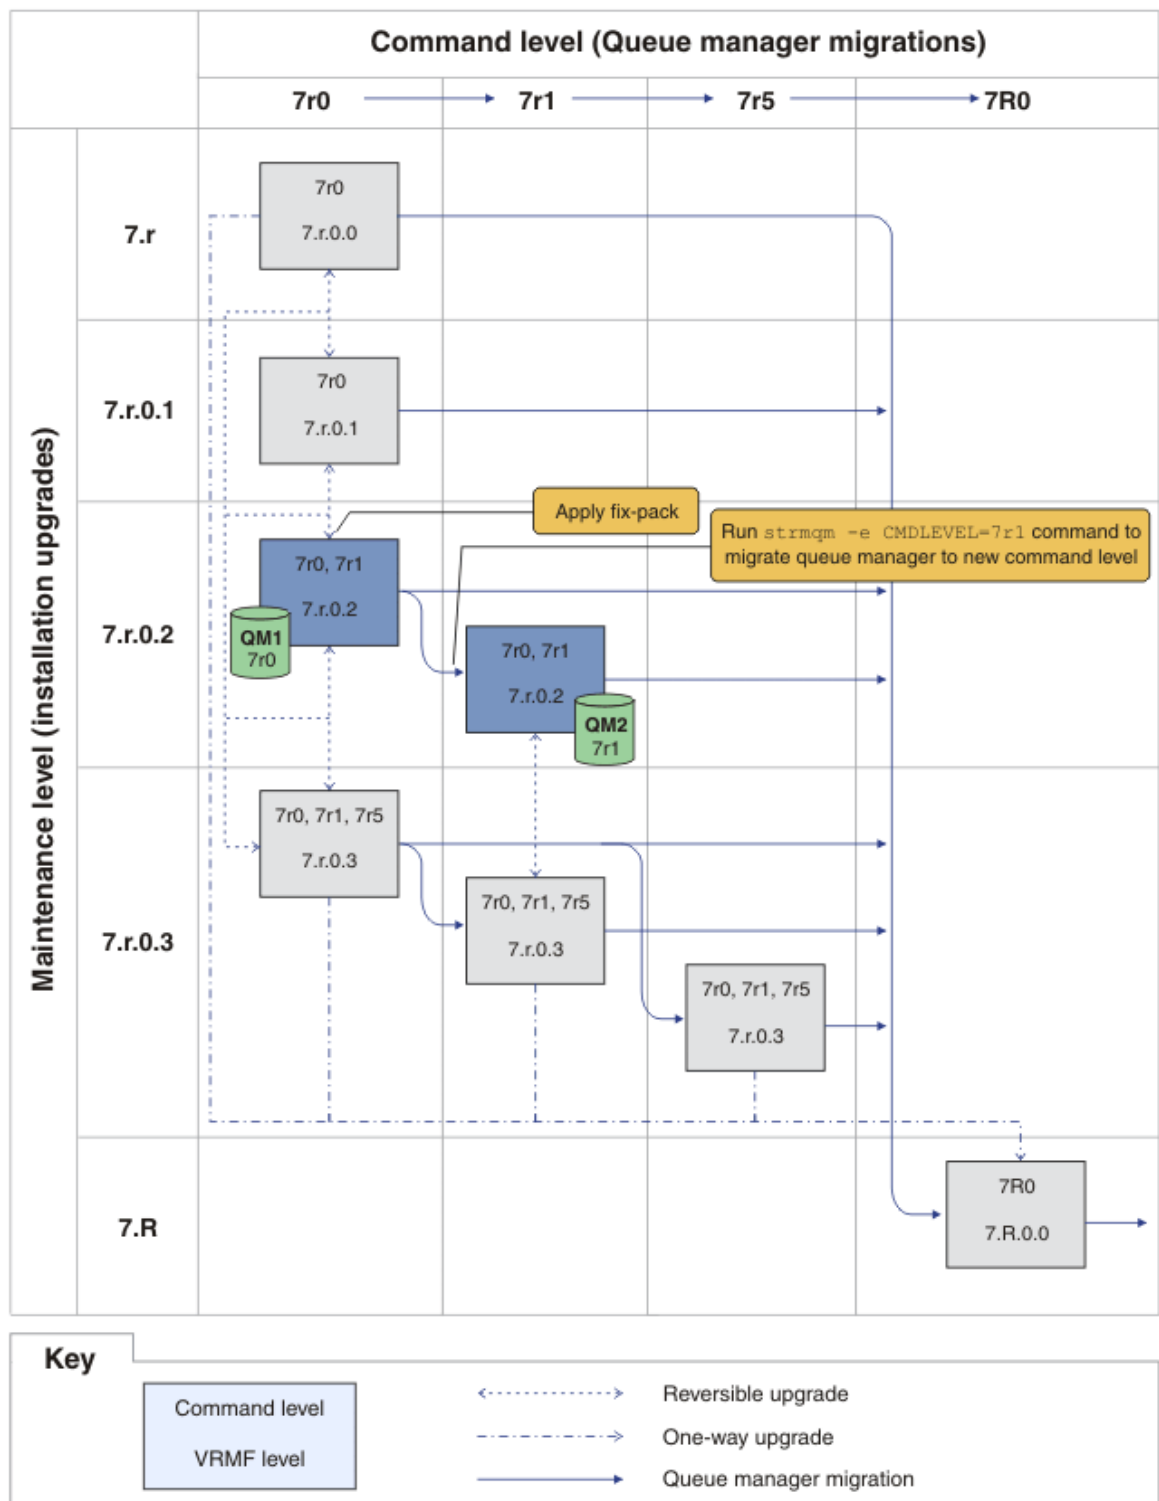 Command level (Queue manager migrations)
7r0
7r1
7r5
7R0
Maintenance level (installation upgrades)
7.r
7r0
7.r.0.0
7.r.0.1
7r0
7.r.0.1
Apply fix-pack
Run strmqm -e CMDLEVEL=7r1 command to
migrate queue manager to new command level
7.r.0.2
7r0, 7r1
7.r.0.2
QM1
7r0
7r0, 7r1
7.r.0.2
QM2
7r1
7.r.0.3
7r0, 7r1, 7r5
7.r.0.3
7r0, 7r1, 7r5
7.r.0.3
7r0, 7r1, 7r5
7.r.0.3
7.R
7R0
7.R.0.0
Key
Command level
VRMF level
Reversible upgrade
One-way upgrade
Queue manager migration